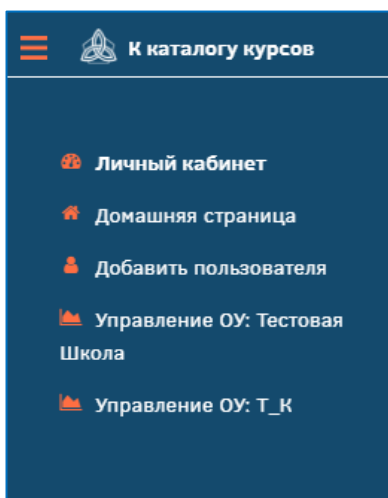 К каталогу курсов
Личный кабинет
Домашняя страница
Добавить пользователя
Управление ОУ: Тестовая
Школа
Управление ОУ: Т_К